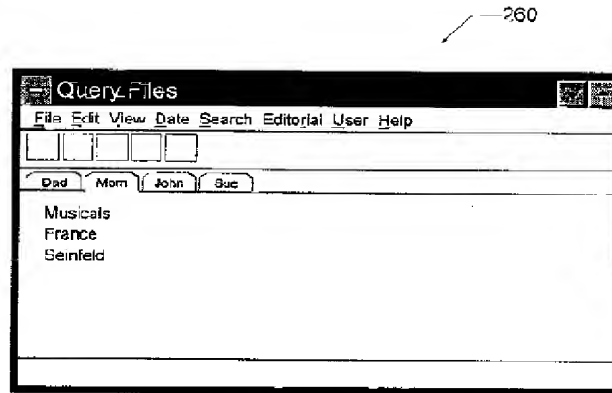 260
Query Files
File Edit View Date Search Editorial User Help
Dad Mom John Sue
Musicals
France
Seinfeld